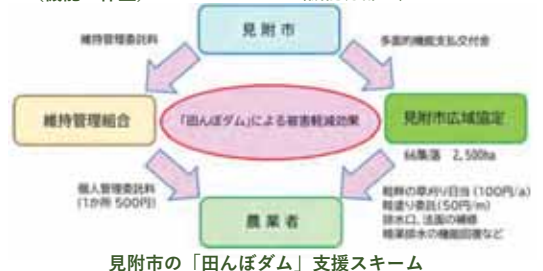 見附市
維持管理委託料
多面的機能支払交付金
維持管理組合
「田んぼダム」による被害軽減効果
見附市広域協定
66集落 2,500ha
個人管理委託料
(1か所 500円)
農業者
畦畔の草刈り日当(100円/a)
畦塗り委託(50円/m)
排水口、法面の補修
暗渠排水の機能回復など
見附市の「田んぼダム」支援スキーム